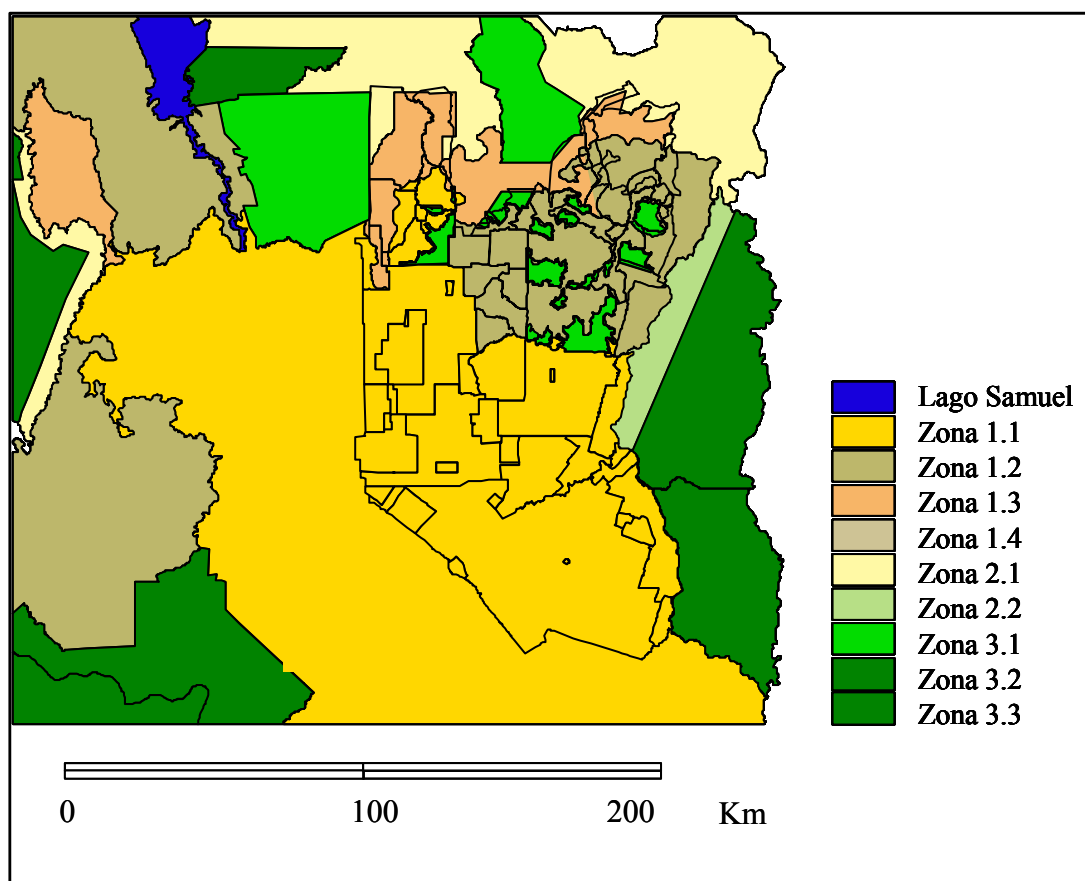 Lago Samuel
Zona 1.1
Zona 1.2
Zona 1.3
Zona 1.4
Zona 2.1
Zona 2.2
Zona 3.1
Zona 3.2
Zona 3.3
0 100 200 Km